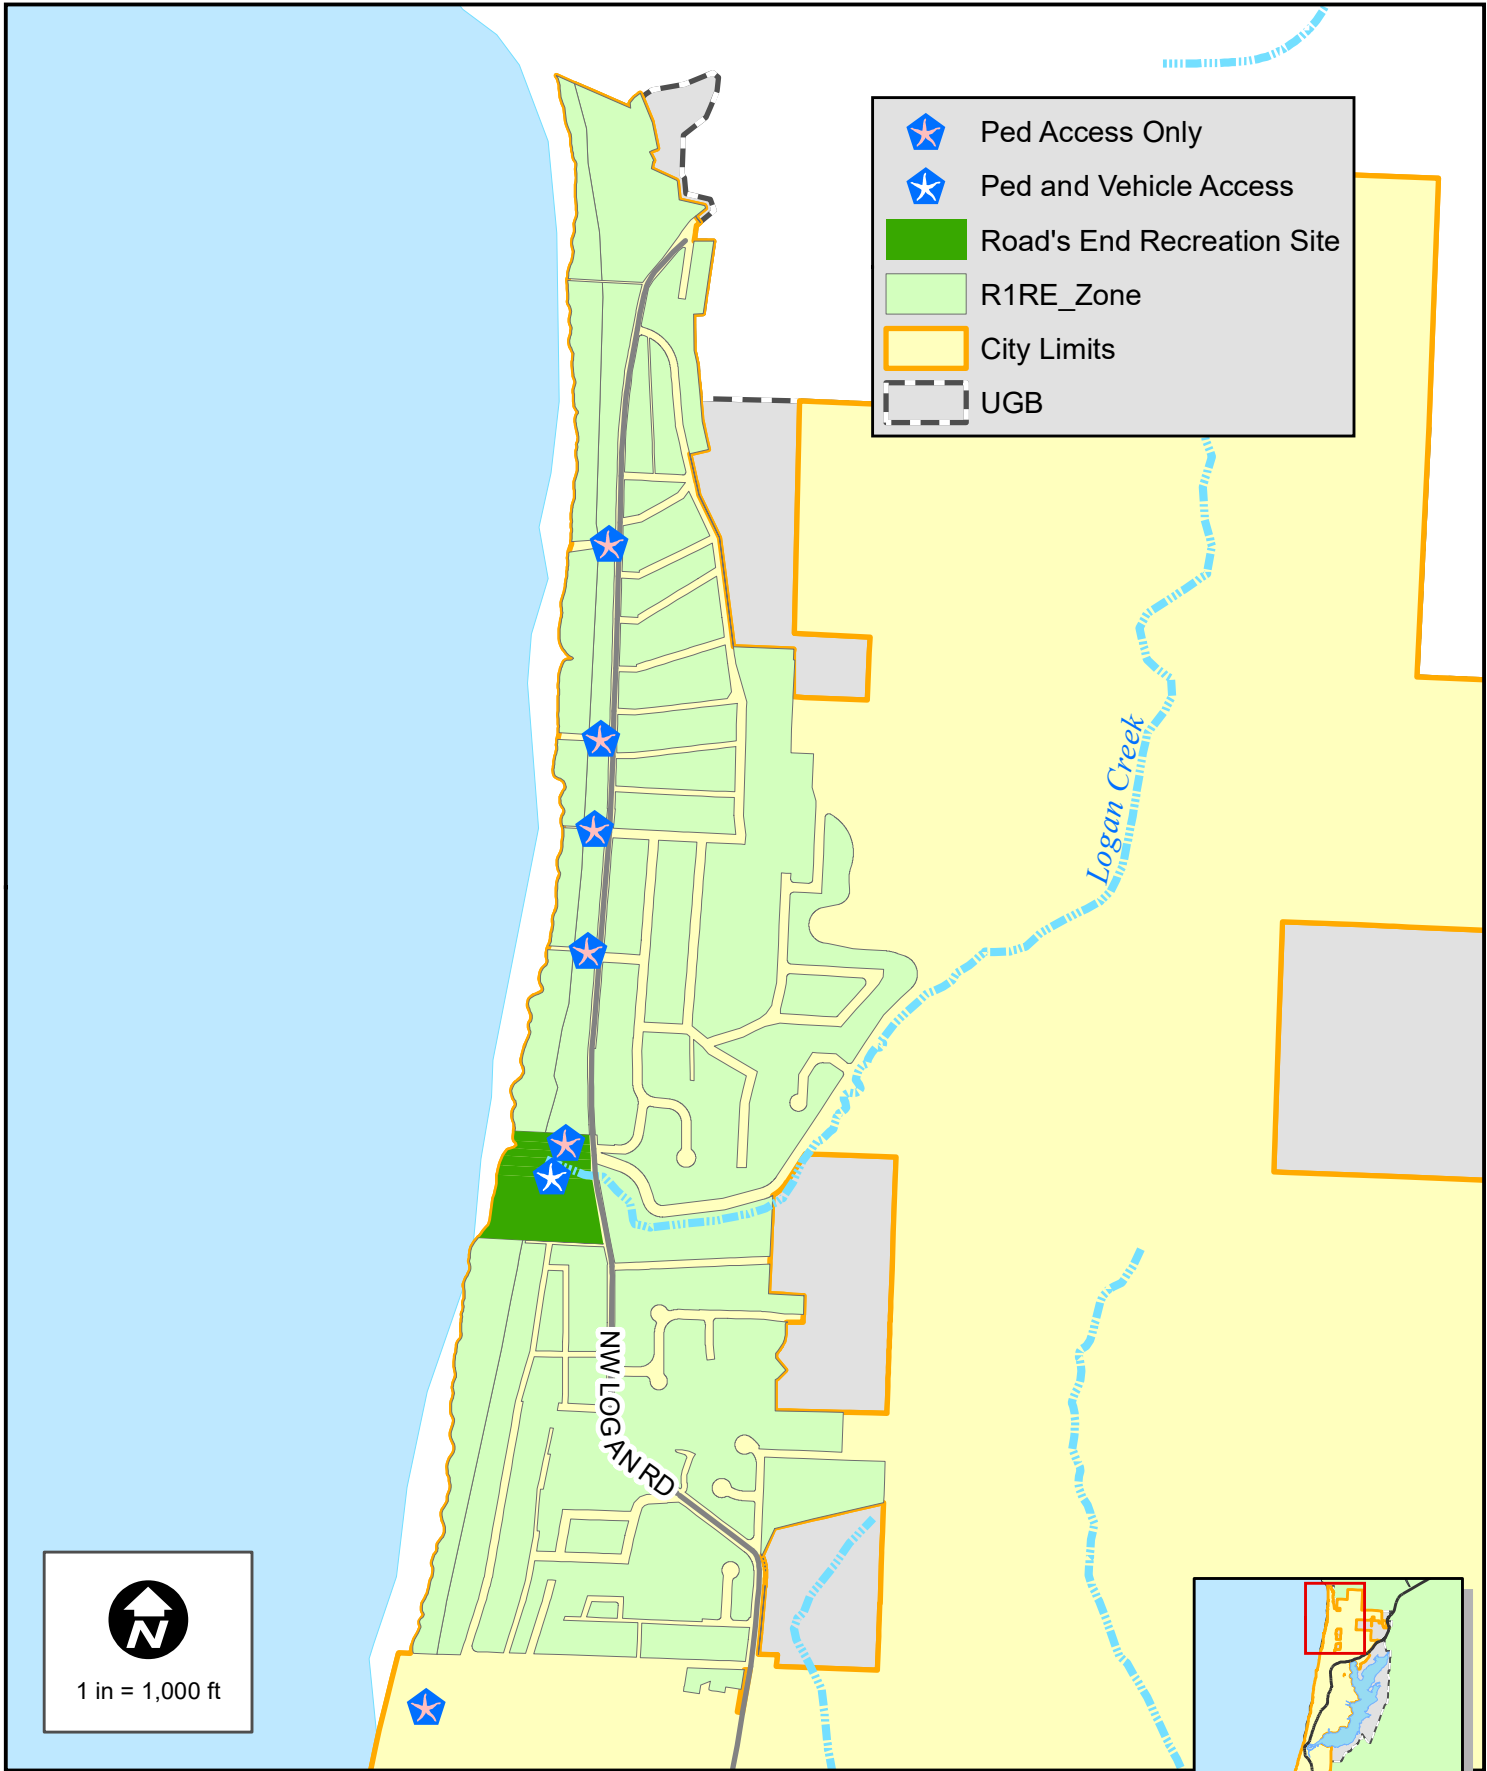 Ped Access Only
Ped and Vehicle Access
Road's End Recreation Site
R1RE_Zone
City Limits
UGB
Logan Creek
NW LOGAN RD
N
1 in = 1,000 ft